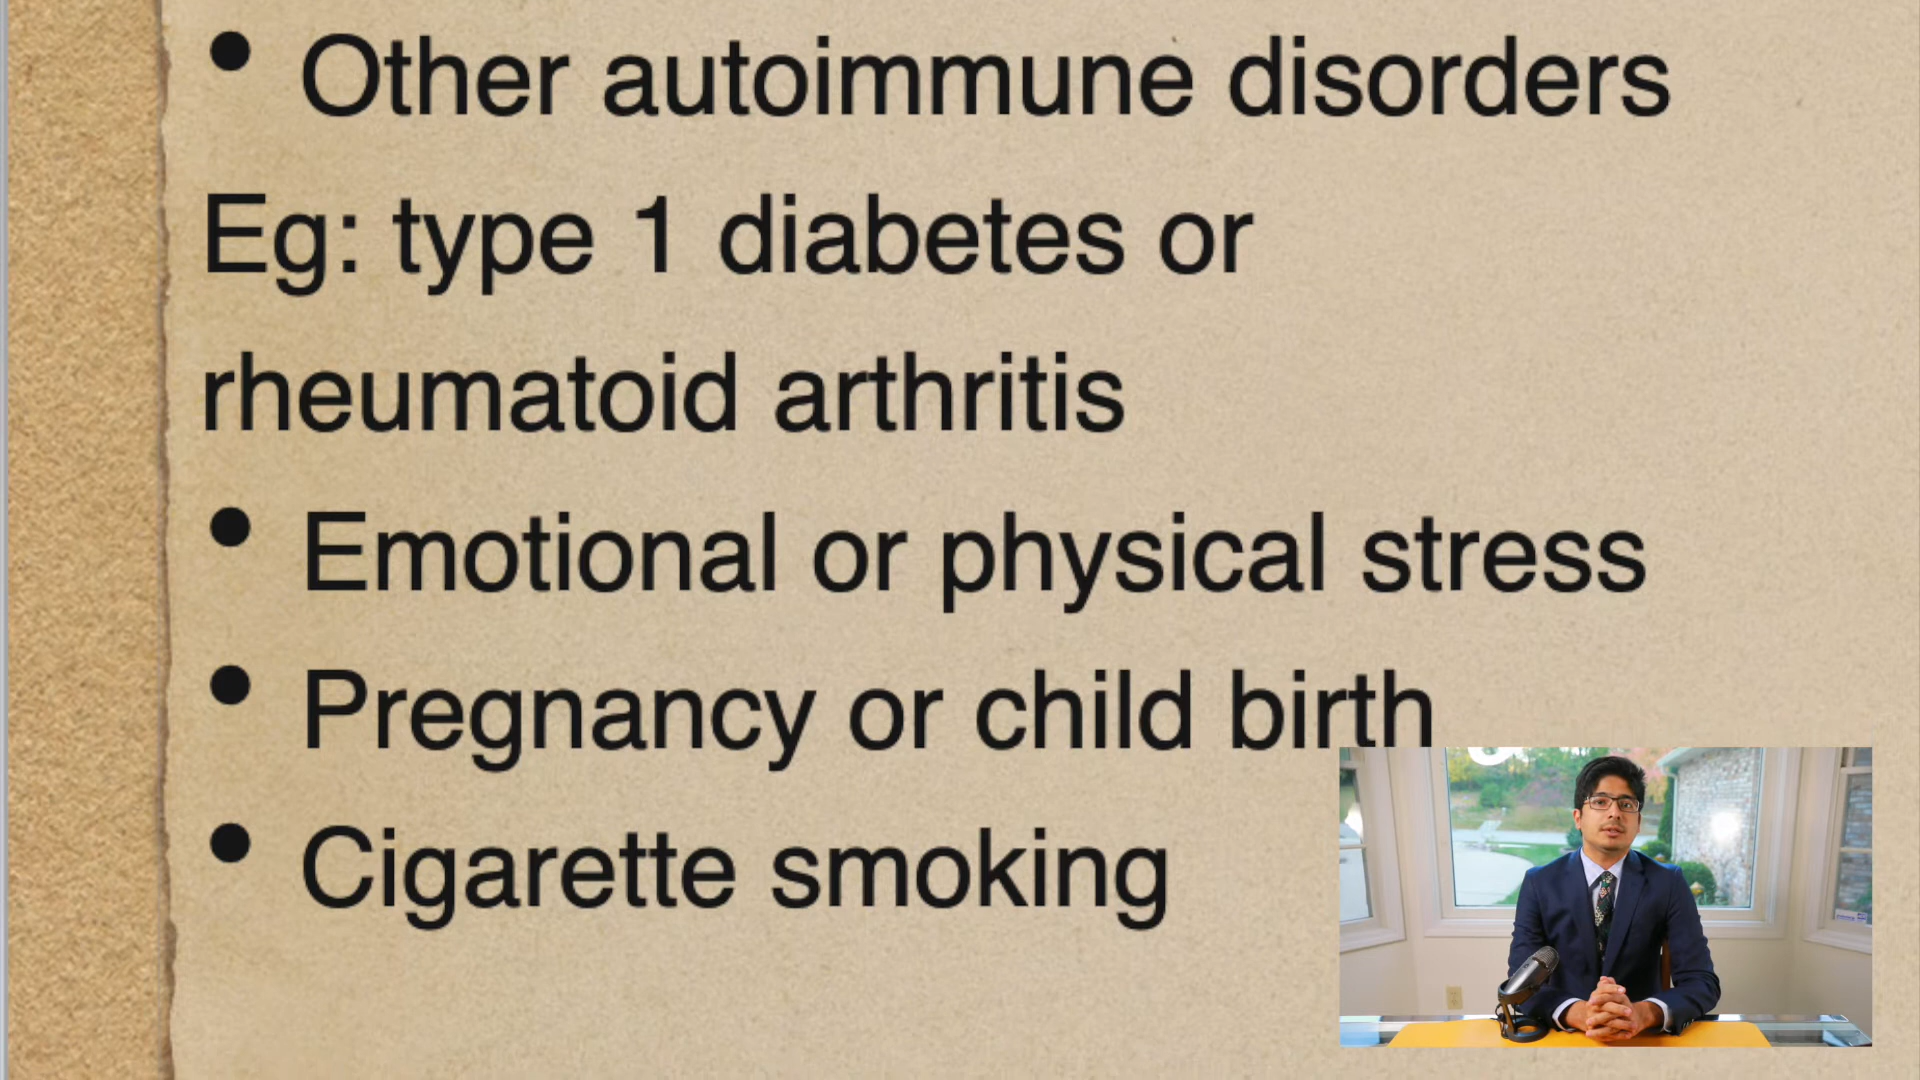 • Other autoimmune disorders
Eg: type 1 diabetes or
rheumatoid arthritis
• Emotional or physical stress
• Pregnancy or child birth
• Cigarette smoking